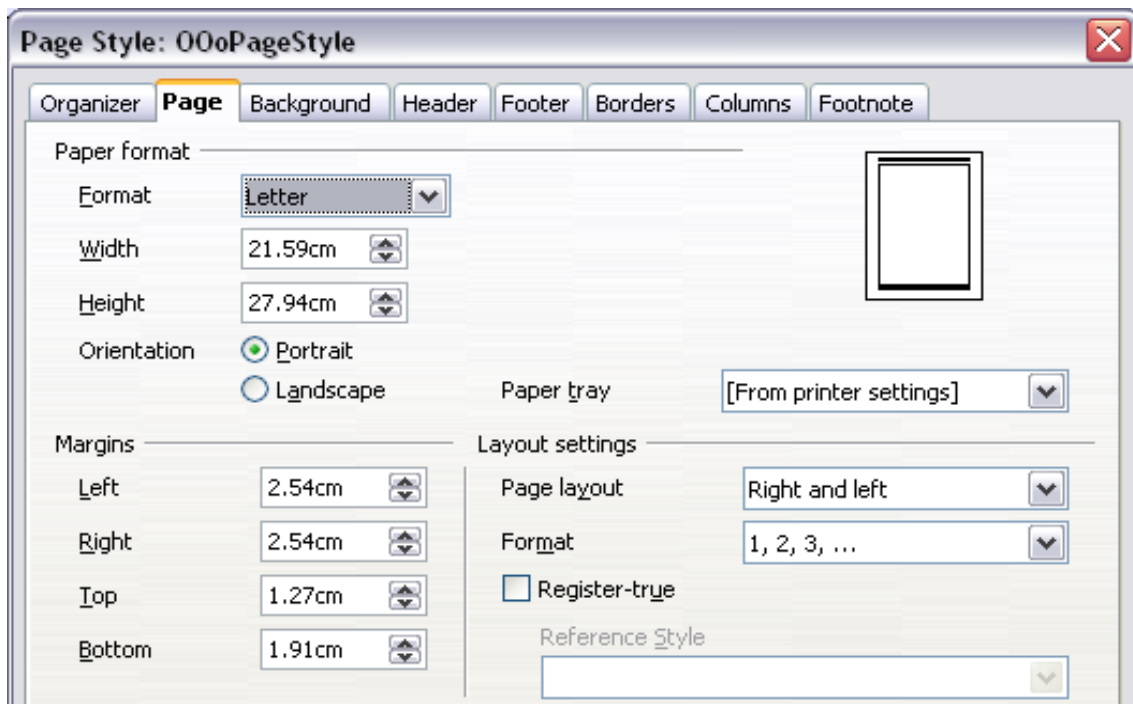 Page Style: OOoPageStyle
Organizer Page Background Header Footer Borders Columns Footnote
Paper format
Format Letter
Width 21.59cm
Height 27.94cm
Orientation Portrait
Landscape Paper tray [From printer settings]
Margins Layout settings
Left 2.54cm Page layout Right and left
Right 2.54cm Format 1, 2, 3, ...
Top 1.27cm Register-true
Reference Style
Bottom 1.91cm